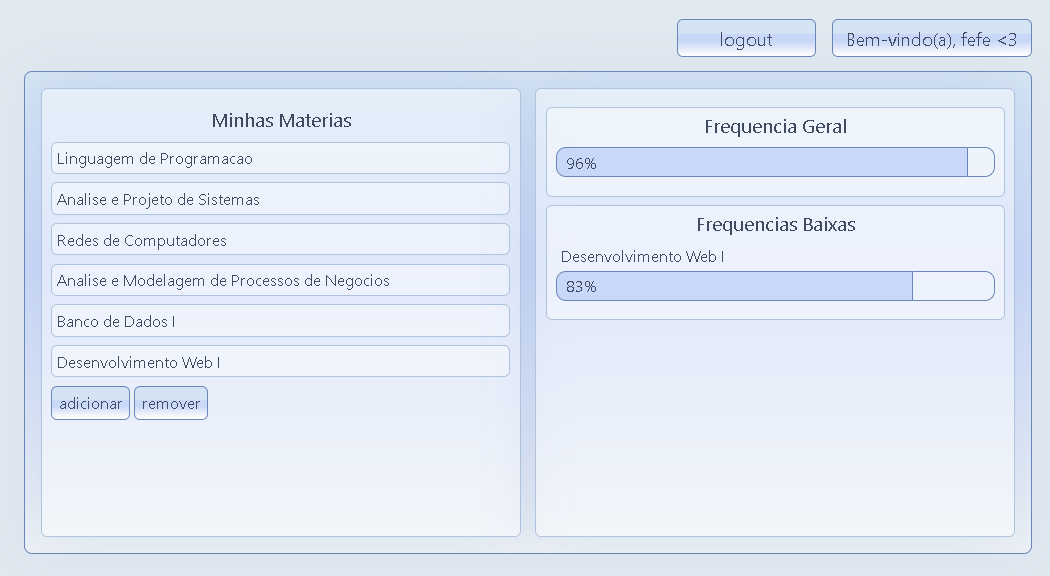 logout
Bem-vindo(a), fefe <3
Minhas Materias
Linguagem de Programacao
Analise e Projeto de Sistemas
Redes de Computadores
Analise e Modelagem de Processos de Negocios
Banco de Dados I
Desenvolvimento Web I
adicionar
remover
Frequencia Geral
96%
Frequencias Baixas
Desenvolvimento Web I
83%